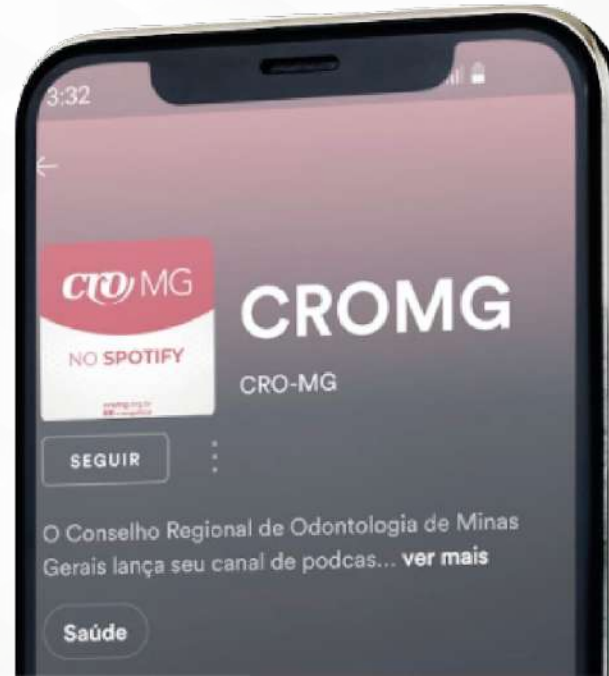 3:32
cro MG
NO SPOTIFY
CROMG
CRO-MG
SEGUIR
O Conselho Regional de Odontologia de Minas
Gerais lança seu canal de podcas... ver mais
Saúde